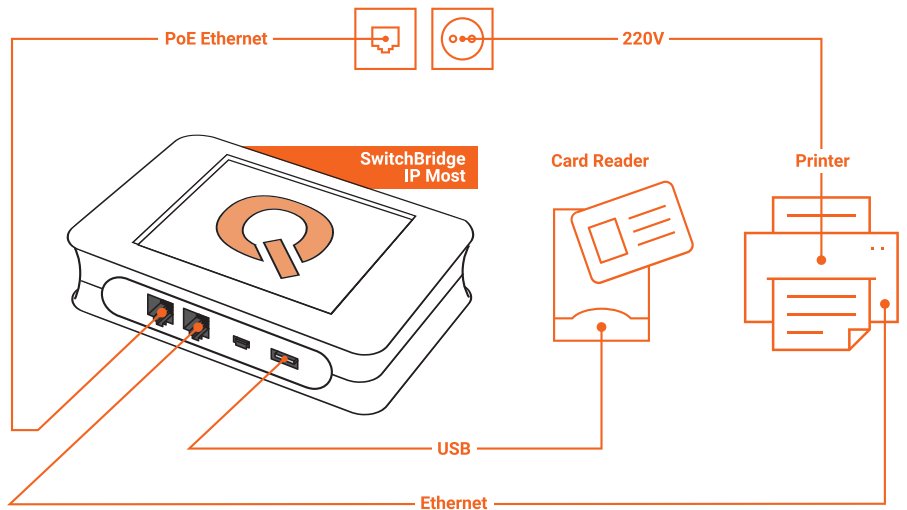 PoE Ethernet
220V
SwitchBridge
IP Most
Card Reader
Printer
USB
Ethernet